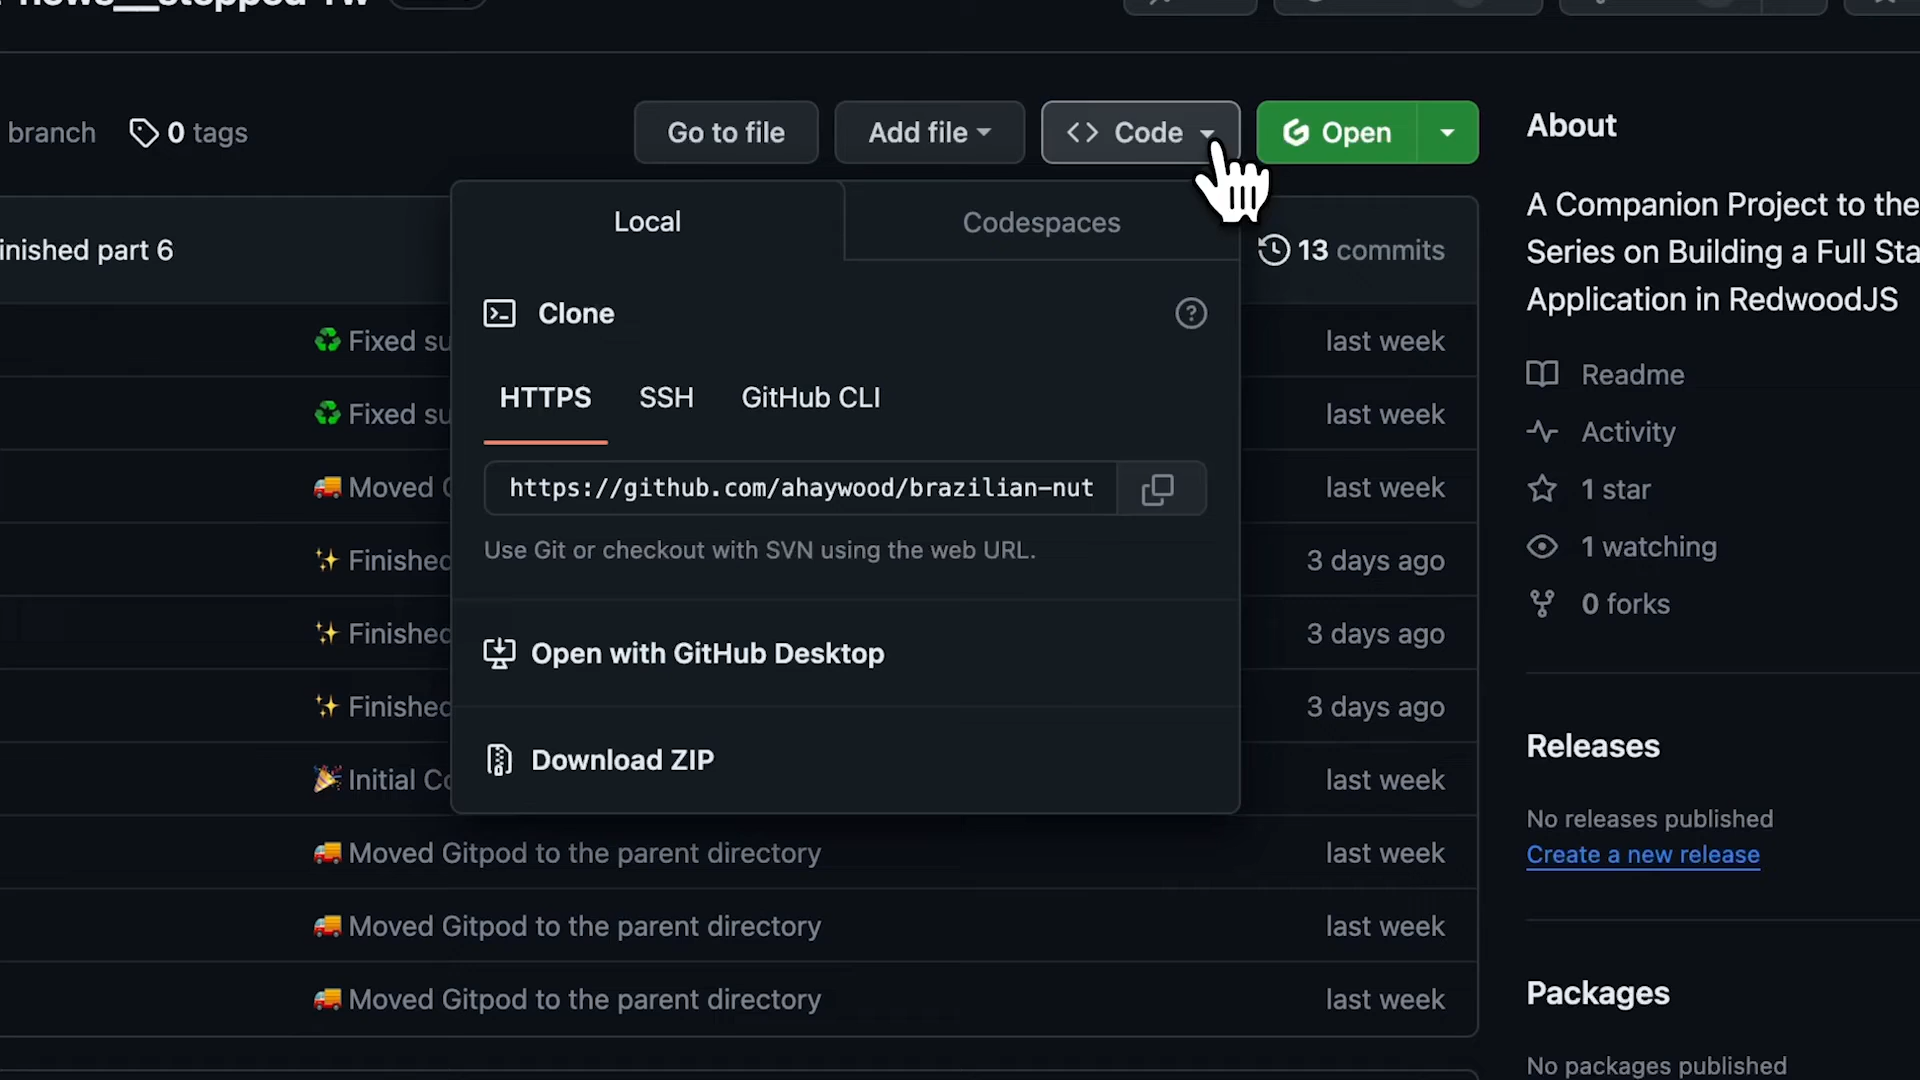 branch
0 tags
Go to file
Add file
Code
Open
About
A Companion Project to the
Series on Building a Full Sta
Application in RedwoodJS
Local
Codespaces
inished part 6
13 commits
Clone
Fixed su
last week
Readme
HTTPS
SSH
GitHub CLI
Fixed su
last week
Activity
https://github.com/ahaywood/brazilian-nut
Moved G
last week
1 star
Use Git or checkout with SVN using the web URL.
Finished
3 days ago
1 watching
Finished
3 days ago
0 forks
Open with GitHub Desktop
Finished
3 days ago
Releases
Download ZIP
Initial Co
last week
No releases published
Create a new release
Moved Gitpod to the parent directory
last week
Moved Gitpod to the parent directory
last week
Moved Gitpod to the parent directory
last week
Packages
No packages published